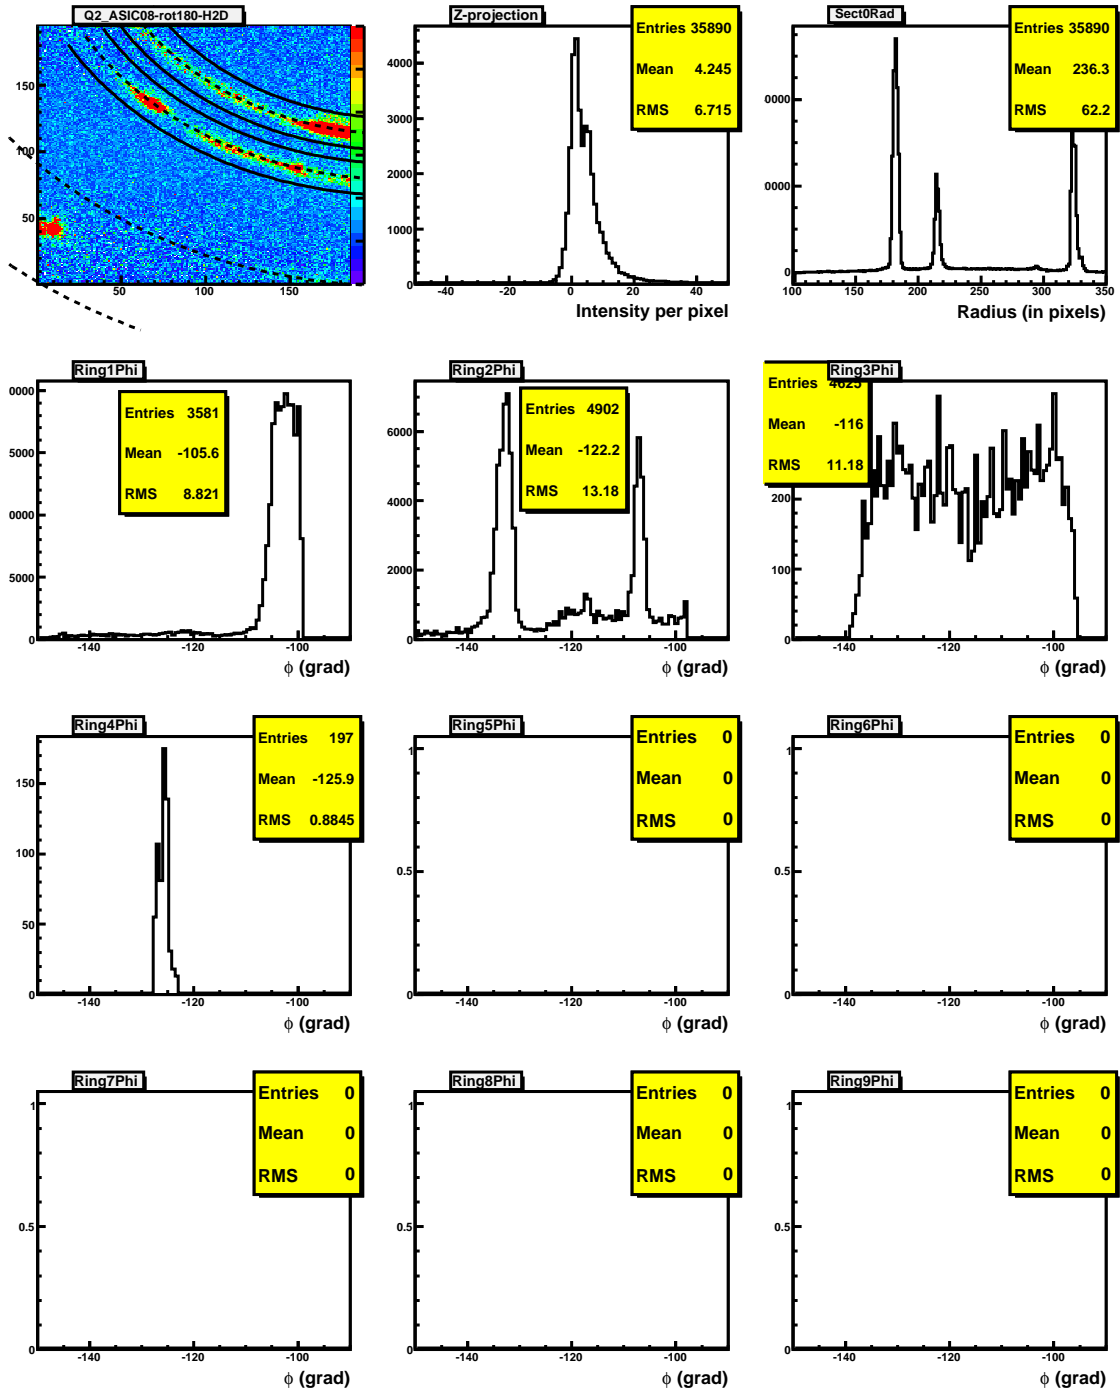 Q2_ASIC08-rot180-H2D
150
100
50
50 100 150
Z-projection
Entries 35890
Mean 4.245
RMS 6.715
4000
3000
2000
1000
0
-40 -20 0 20 40
Intensity per pixel
Sect0Rad
Entries 35890
Mean 236.3
RMS 62.2
0000
0000
0
100 150 200 250 300 350
Radius (in pixels)
Ring1Phi
Entries 3581
Mean -105.6
RMS 8.821
0000
5000
0000
5000
0
-140 -120 -100
ϕ (grad)
Ring2Phi
Entries 4902
Mean -122.2
RMS 13.18
6000
4000
2000
0
-140 -120 -100
ϕ (grad)
Ring3Phi
Entries 4625
Mean -116
RMS 11.18
200
100
0
-140 -120 -100
ϕ (grad)
Ring4Phi
Entries 197
Mean -125.9
RMS 0.8845
150
100
50
0
-140 -120 -100
ϕ (grad)
Ring5Phi
Entries 0
Mean 0
RMS 0
1
0.5
0
-140 -120 -100
ϕ (grad)
Ring6Phi
Entries 0
Mean 0
RMS 0
1
0.5
0
-140 -120 -100
ϕ (grad)
Ring7Phi
Entries 0
Mean 0
RMS 0
1
0.5
0
-140 -120 -100
ϕ (grad)
Ring8Phi
Entries 0
Mean 0
RMS 0
1
0.5
0
-140 -120 -100
ϕ (grad)
Ring9Phi
Entries 0
Mean 0
RMS 0
1
0.5
0
-140 -120 -100
ϕ (grad)